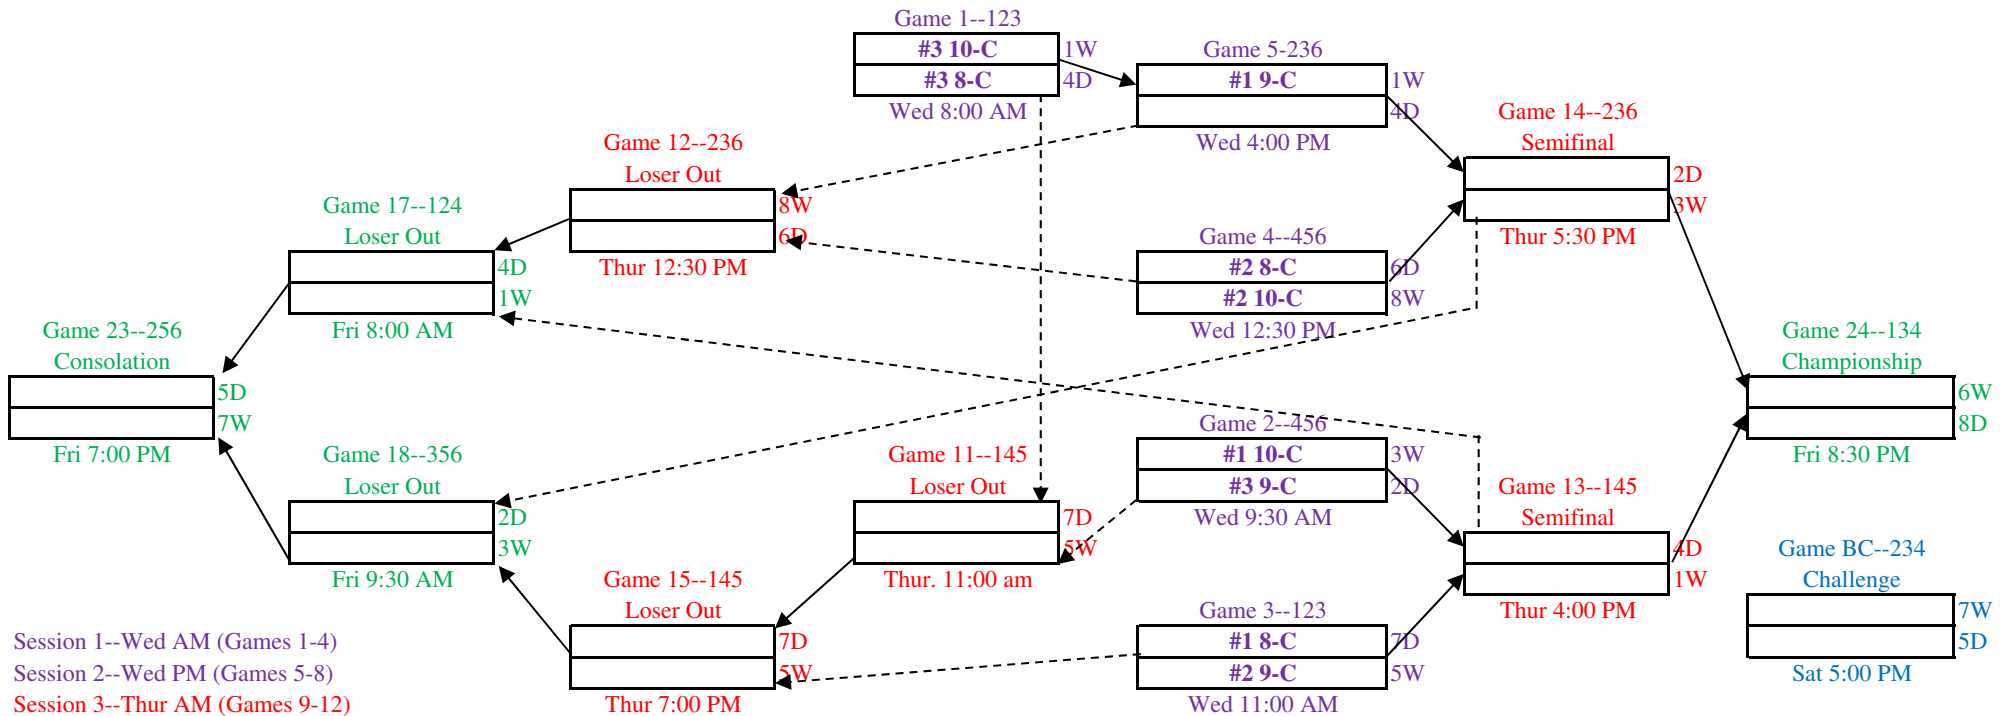 Game 1--123
#3 10-C 1W
#3 8-C 4D
Wed 8:00 AM
Game 5-236
#1 9-C 1W
4D
Wed 4:00 PM
Game 14--236
Semifinal
2D
3W
Thur 5:30 PM
Game 12--236
Loser Out
8W
6D
Thur 12:30 PM
Game 17--124
Loser Out
4D
1W
Fri 8:00 AM
Game 4--456
#2 8-C 6D
#2 10-C 8W
Wed 12:30 PM
Game 23--256
Consolation
5D
7W
Fri 7:00 PM
Game 24--134
Championship
6W
8D
Fri 8:30 PM
Game 2--456
#1 10-C 3W
#3 9-C 2D
Wed 9:30 AM
Game 18--356
Loser Out
2D
3W
Fri 9:30 AM
Game 11--145
Loser Out
7D
5W
Thur. 11:00 am
Game 13--145
Semifinal
4D
1W
Thur 4:00 PM
Game 15--145
Loser Out
7D
5W
Thur 7:00 PM
Game 3--123
#1 8-C 7D
#2 9-C 5W
Wed 11:00 AM
Game BC--234
Challenge
7W
5D
Sat 5:00 PM
Session 1--Wed AM (Games 1-4)
Session 2--Wed PM (Games 5-8)
Session 3--Thur AM (Games 9-12)